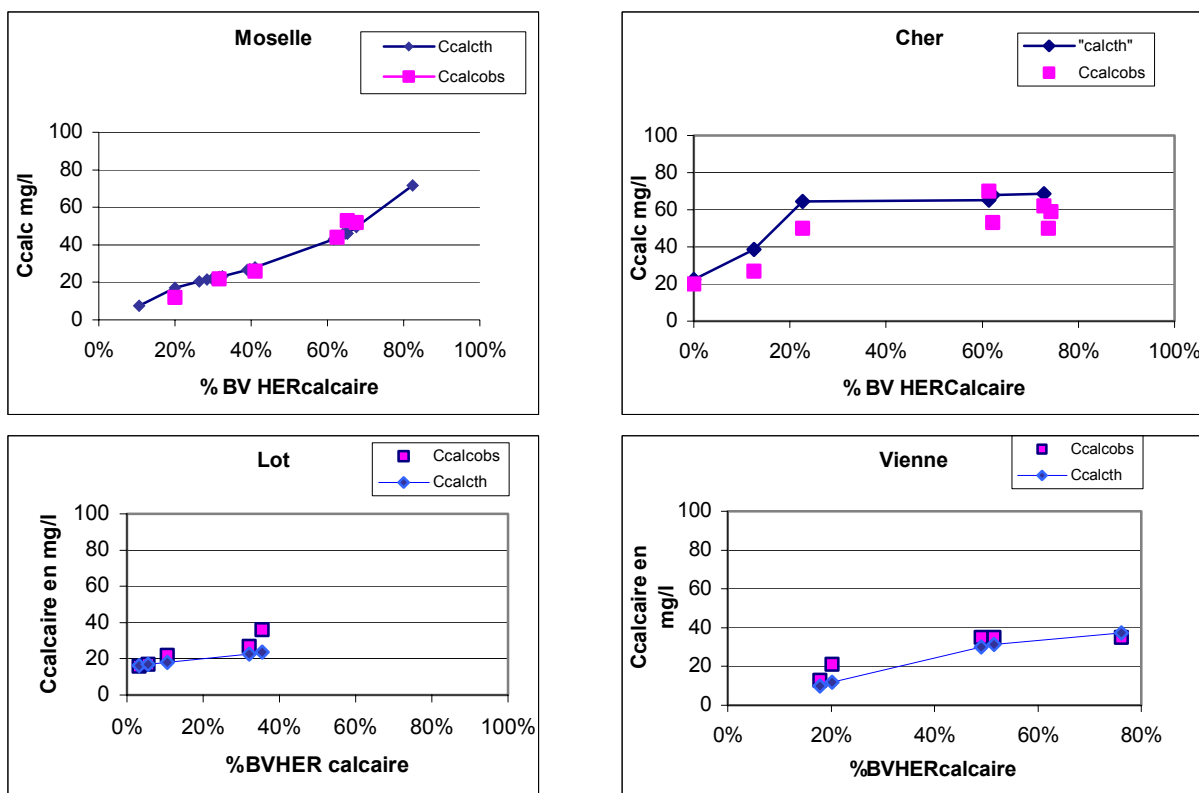 Moselle
Ccalcth
Ccalcobs
Ccalc mg/l
100
80
60
40
20
0
0% 20% 40% 60% 80% 100%
% BV HERcalcaire
Cher
"calcth"
Ccalcobs
Ccalc mg/l
100
80
60
40
20
0
0% 20% 40% 60% 80% 100%
% BV HERCalcaire
Lot
Ccalcobs
Ccalcth
Ccalcaire en mg/l
100
80
60
40
20
0
0% 20% 40% 60% 80% 100%
%BVHER calcaire
Vienne
Ccalcobs
Ccalcth
Ccalcaire en
mg/l
100
80
60
40
20
0
0% 20% 40% 60% 80%
%BVHERcalcaire